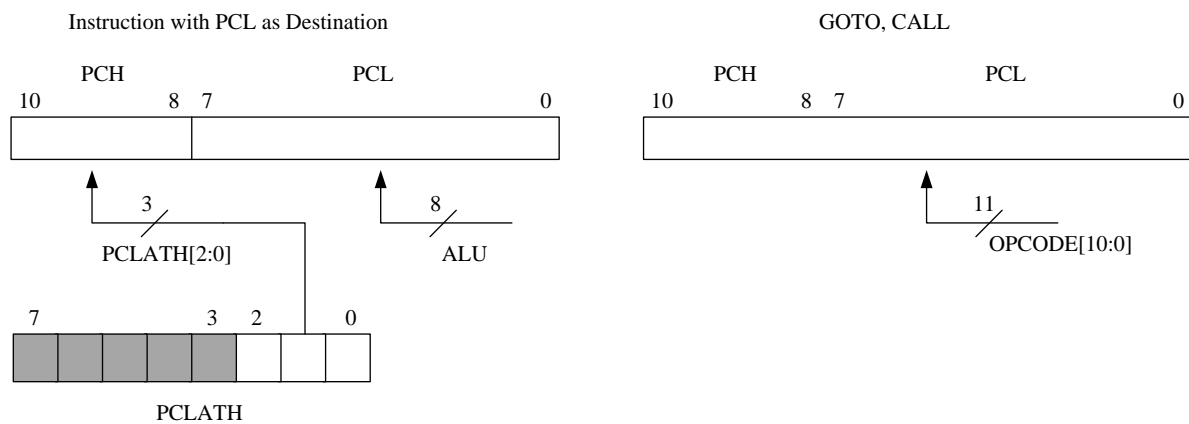 Instruction with PCL as Destination
GOTO, CALL
PCH PCL
PCH PCL
10 8 7 0
10 8 7 0
3
8
11
PCLATH[2:0]
ALU
OPCODE[10:0]
7 3 2 0
PCLATH